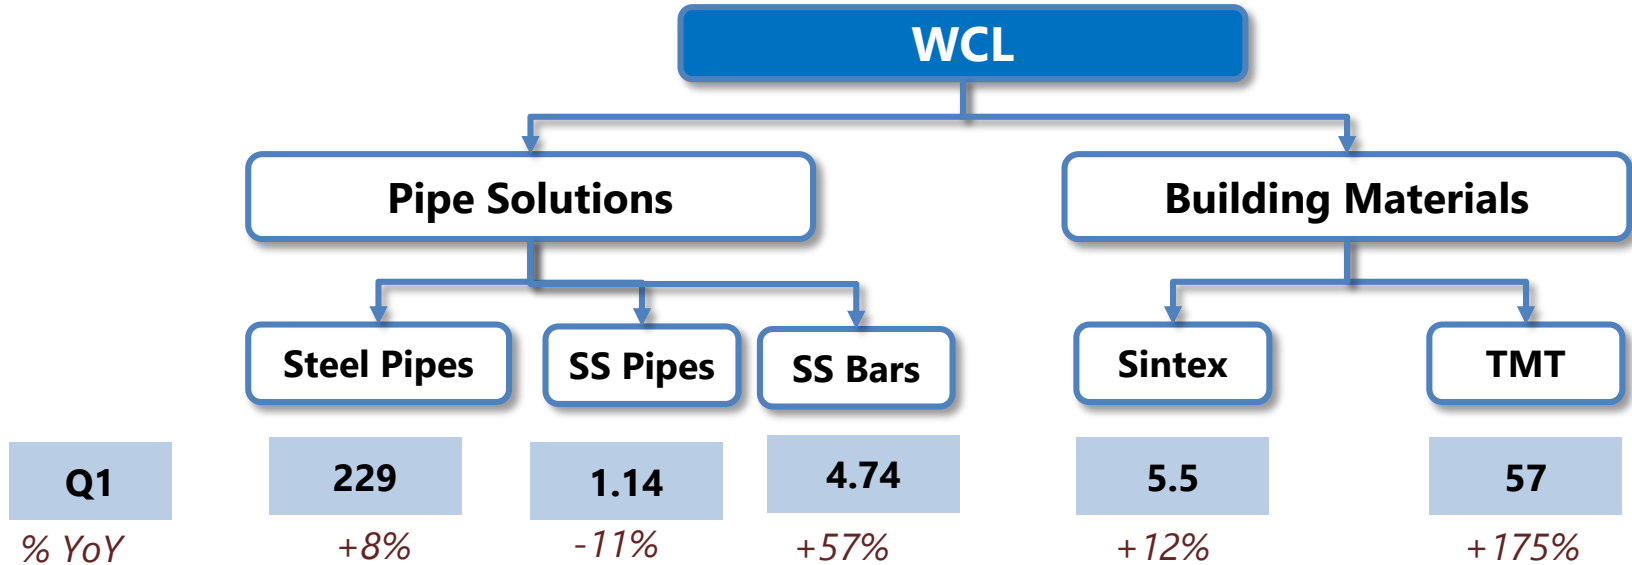 WCL
Pipe Solutions
Building Materials
Steel Pipes
SS Pipes
SS Bars
Sintex
TMT
Q1
229
1.14
4.74
5.5
57
% YoY
+8%
-11%
+57%
+12%
+175%